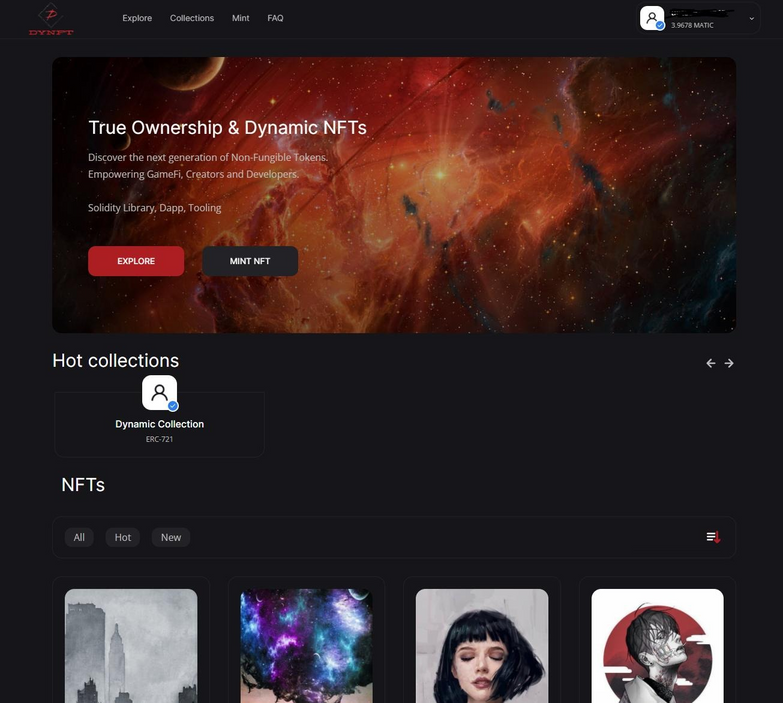 DYNFT
Explore Collections Mint FAQ
3.9678 MATIC
True Ownership & Dynamic NFTs
Discover the next generation of Non-Fungible Tokens.
Empowering GameFi, Creators and Developers.
Solidity Library, Dapp, Tooling
EXPLORE MINT NFT
Hot collections
Dynamic Collection
ERC-721
NFTs
All Hot New